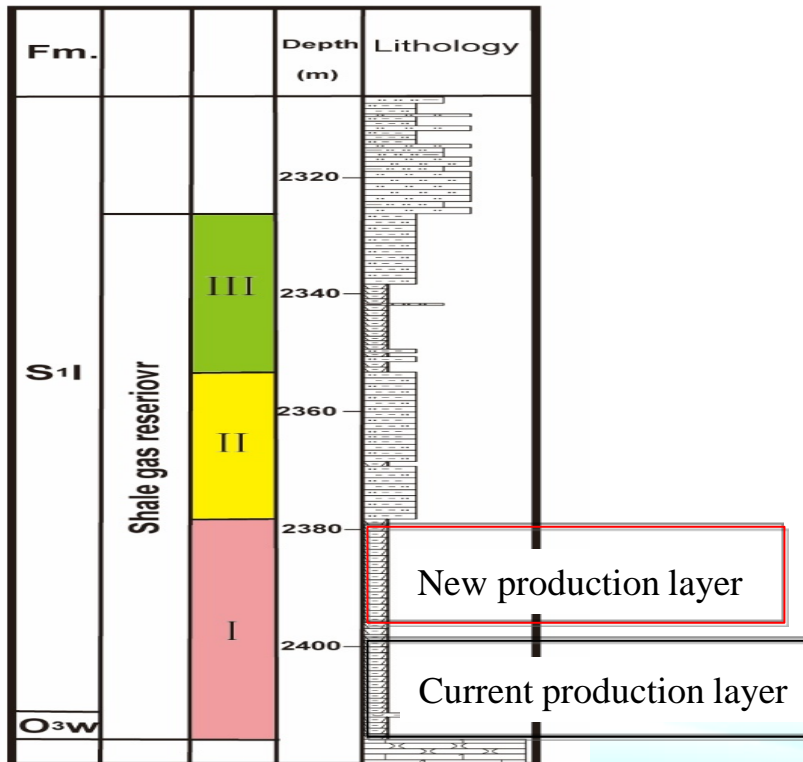 Fm.
Depth
(m)
Lithology
2320
2340
2360
2380
2400
S1l
O3w
Shale gas reseriovr
III
II
I
New production layer
Current production layer